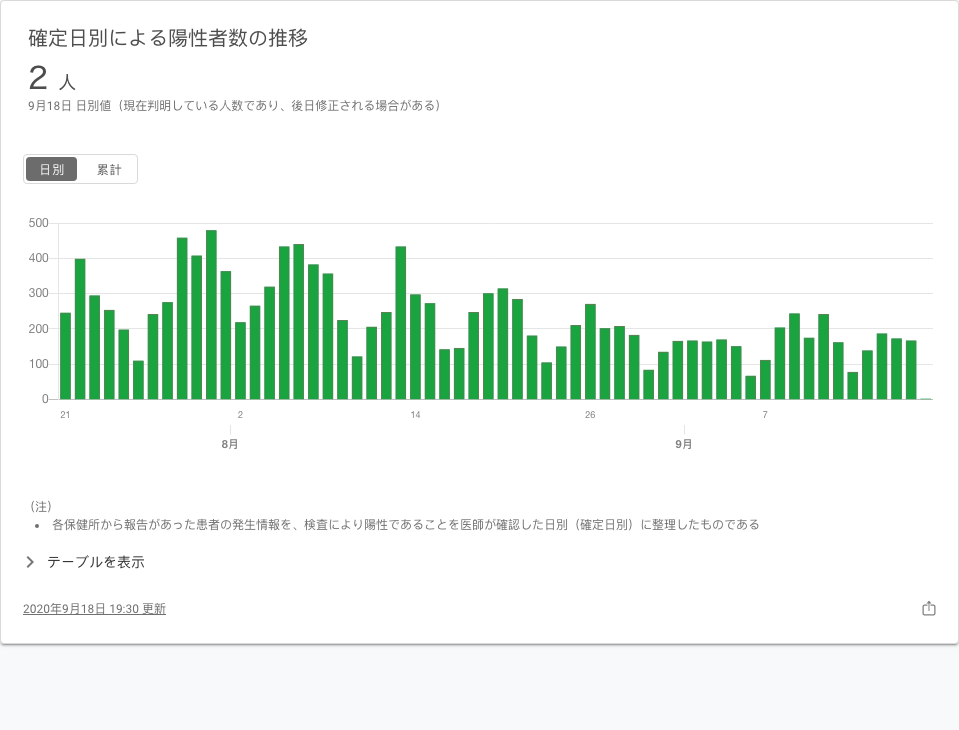 確定日別による陽性者数の推移
2 人
9月18日 日別値（現在判明している人数であり、後日修正される場合がある）
日別 累計
500
400
300
200
100
0
21 2 14 26 7
8月 9月
（注）
• 各保健所から報告があった患者の発生情報を、検査により陽性であることを医師が確認した日別（確定日別）に整理したものである
テーブルを表示
2020年9月18日 19:30 更新